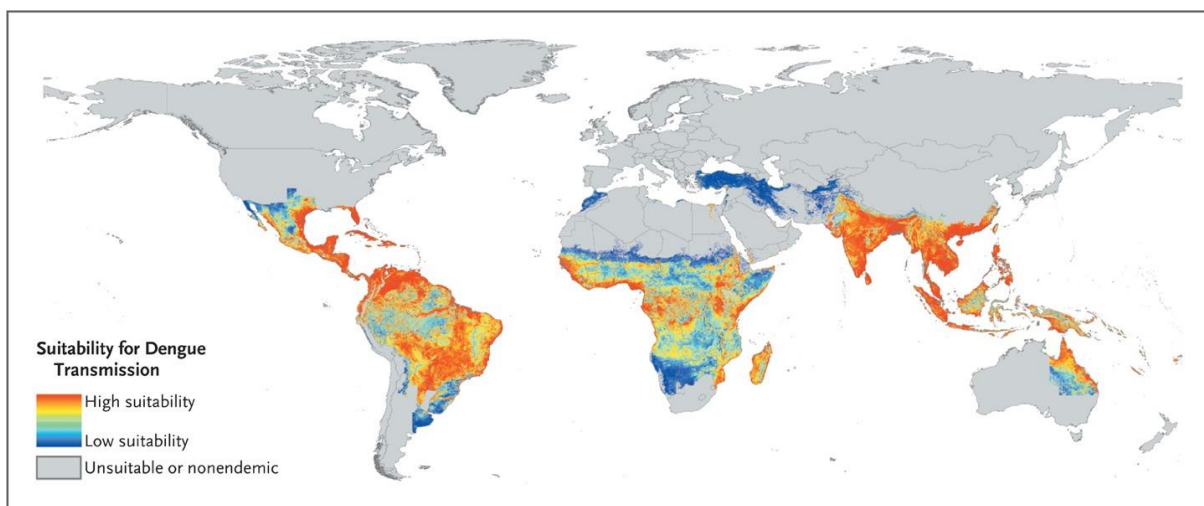 Suitability for Dengue
Transmission
High suitability
Low suitability
Unsuitable or nonendemic